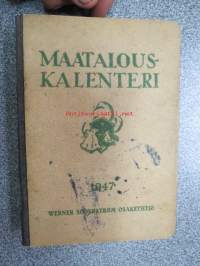 MAATALOUS-
KALENTERI
1947
WERNER SÖDERSTRÖM OSAKEYHTIÖ